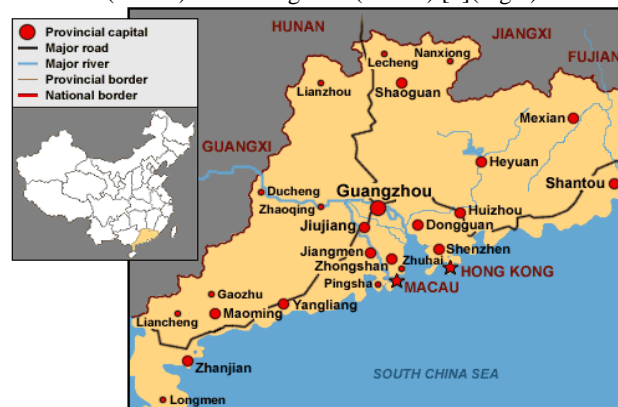 HUNAN
JIANGXI
FUJIAN
GUANGXI
Provincial capital
Major road
Major river
Provincial border
National border
Lecheng
Nanxiong
Lianzhou
Shaoguan
Mexian
Heyuan
Shantou
Ducheng
Guangzhou
Zhaoqing
Huizhou
Jiujiang
Dongguan
Jiangmen
Shenzhen
Zhongshan
Zhuhai
HONG KONG
Pingsha
MACAU
Gaozhu
Yangliang
Liancheng
Maoming
Zhanjian
SOUTH CHINA SEA
Longmen